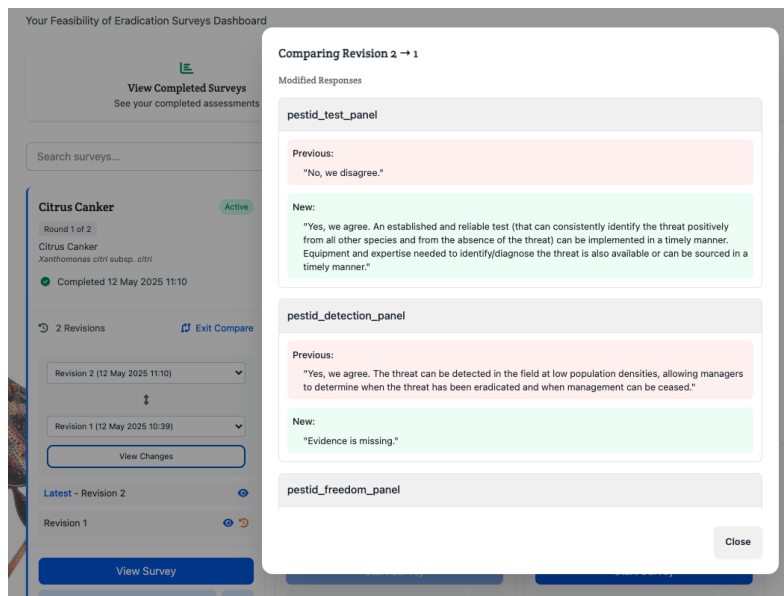 Your Feasibility of Eradication Surveys Dashboard
View Completed Surveys
See your completed assessments
Search surveys...
Citrus Canker
Active
Round 1 of 2
Citrus Canker
Xanthomonas citri subsp. citri
Completed 12 May 2025 11:10
2 Revisions
Exit Compare
Revision 2 (12 May 2025 11:10)
Revision 1 (12 May 2025 10:39)
View Changes
Latest - Revision 2
Revision 1
View Survey
Comparing Revision 2 → 1
Modified Responses
pestid_test_panel
Previous:
"No, we disagree."
New:
"Yes, we agree. An established and reliable test (that can consistently identify the threat positively
from all other species and from the absence of the threat) can be implemented in a timely manner.
Equipment and expertise needed to identify/diagnose the threat is also available or can be sourced in a
timely manner."
pestid_detection_panel
Previous:
"Yes, we agree. The threat can be detected in the field at low population densities, allowing managers
to determine when the threat has been eradicated and when management can be ceased."
New:
"Evidence is missing."
pestid_freedom_panel
Close